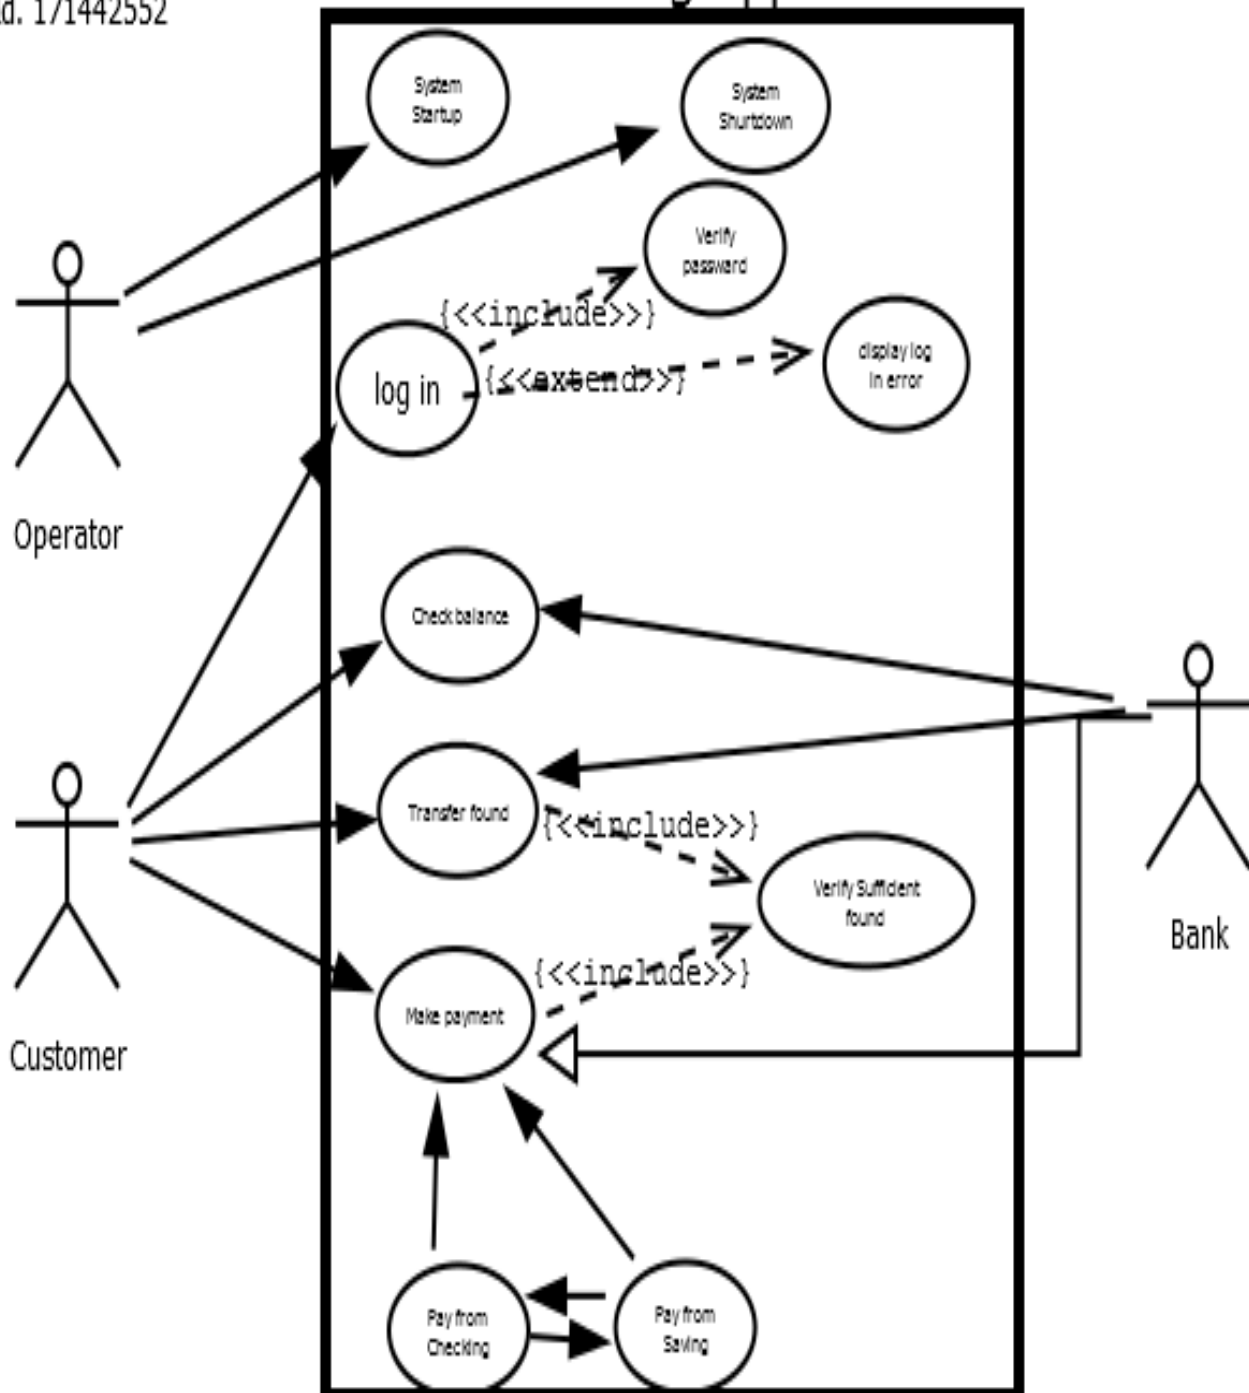 d. 171442552
System
Startup
System
Shurtdown
Verify
passward
{<<include>>}
display log
in error
log in
{<<extend>>}
Operator
Check balance
Transfer found
{<<include>>}
Verify Sufficient
found
Bank
{<<include>>}
Make payment
Customer
Pay from
Checking
Pay from
Saving